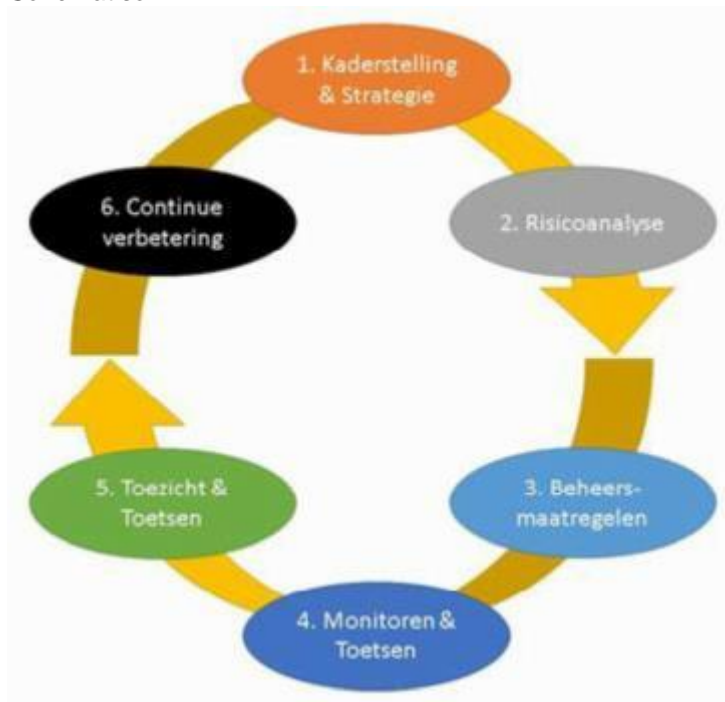 1. Kaderstelling
& Strategie
2. Risicoanalyse
3. Beheers-
maatregelen
4. Monitoren &
Toetsen
5. Toezicht &
Toetsen
6. Continue
verbetering